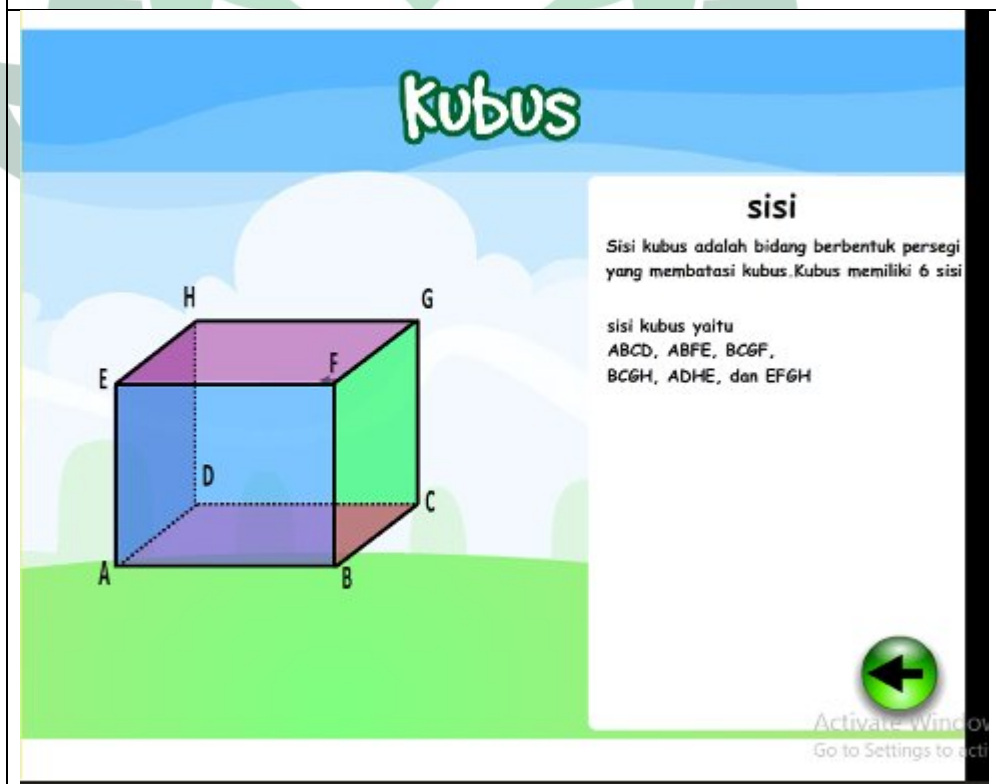 Kubus
sisi
Sisi kubus adalah bidang berbentuk persegi
yang membatasi kubus.Kubus memiliki 6 sisi
sisi kubus yaitu
ABCD, ABFE, BCGF,
BCGH, ADHE, dan EFGH
H
G
E
F
D
C
A
B
Activate Window
Go to Settings to acti